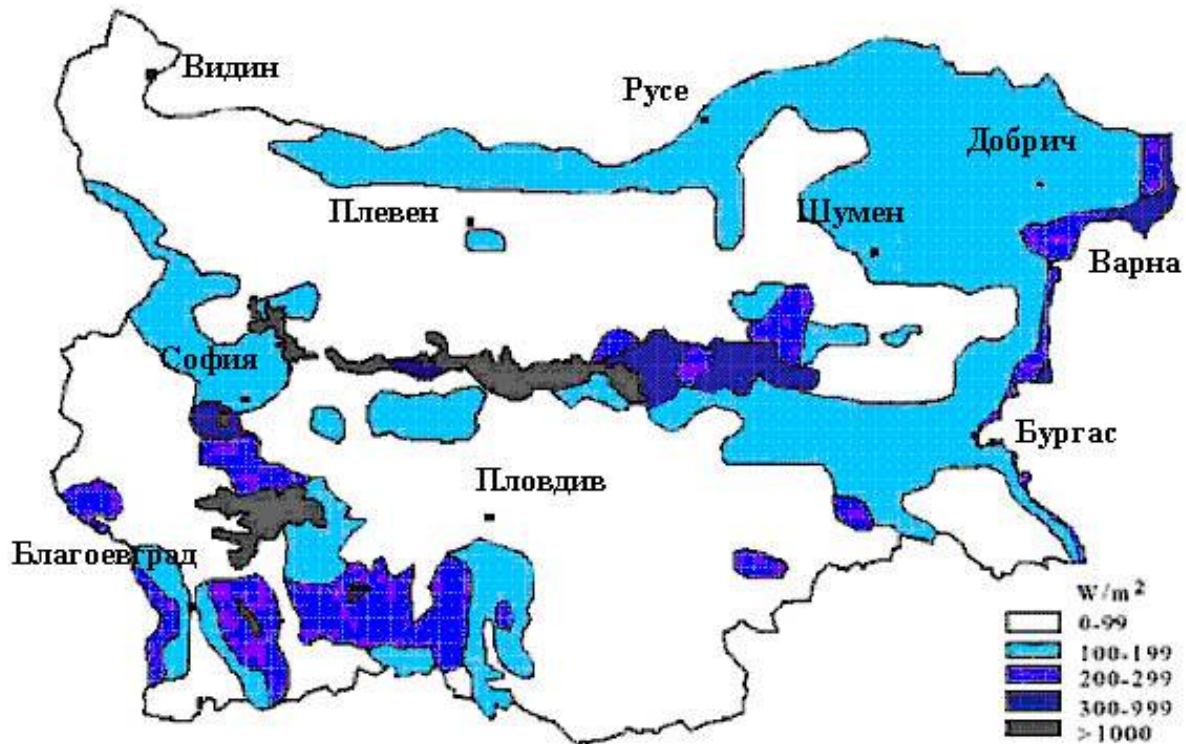 Видин
Русе
Добрич
Плевен
Шумен
Варна
София
Бургас
Пловдив
Благоевград
W/m²
0-99
100-199
200-299
300-999
>1000